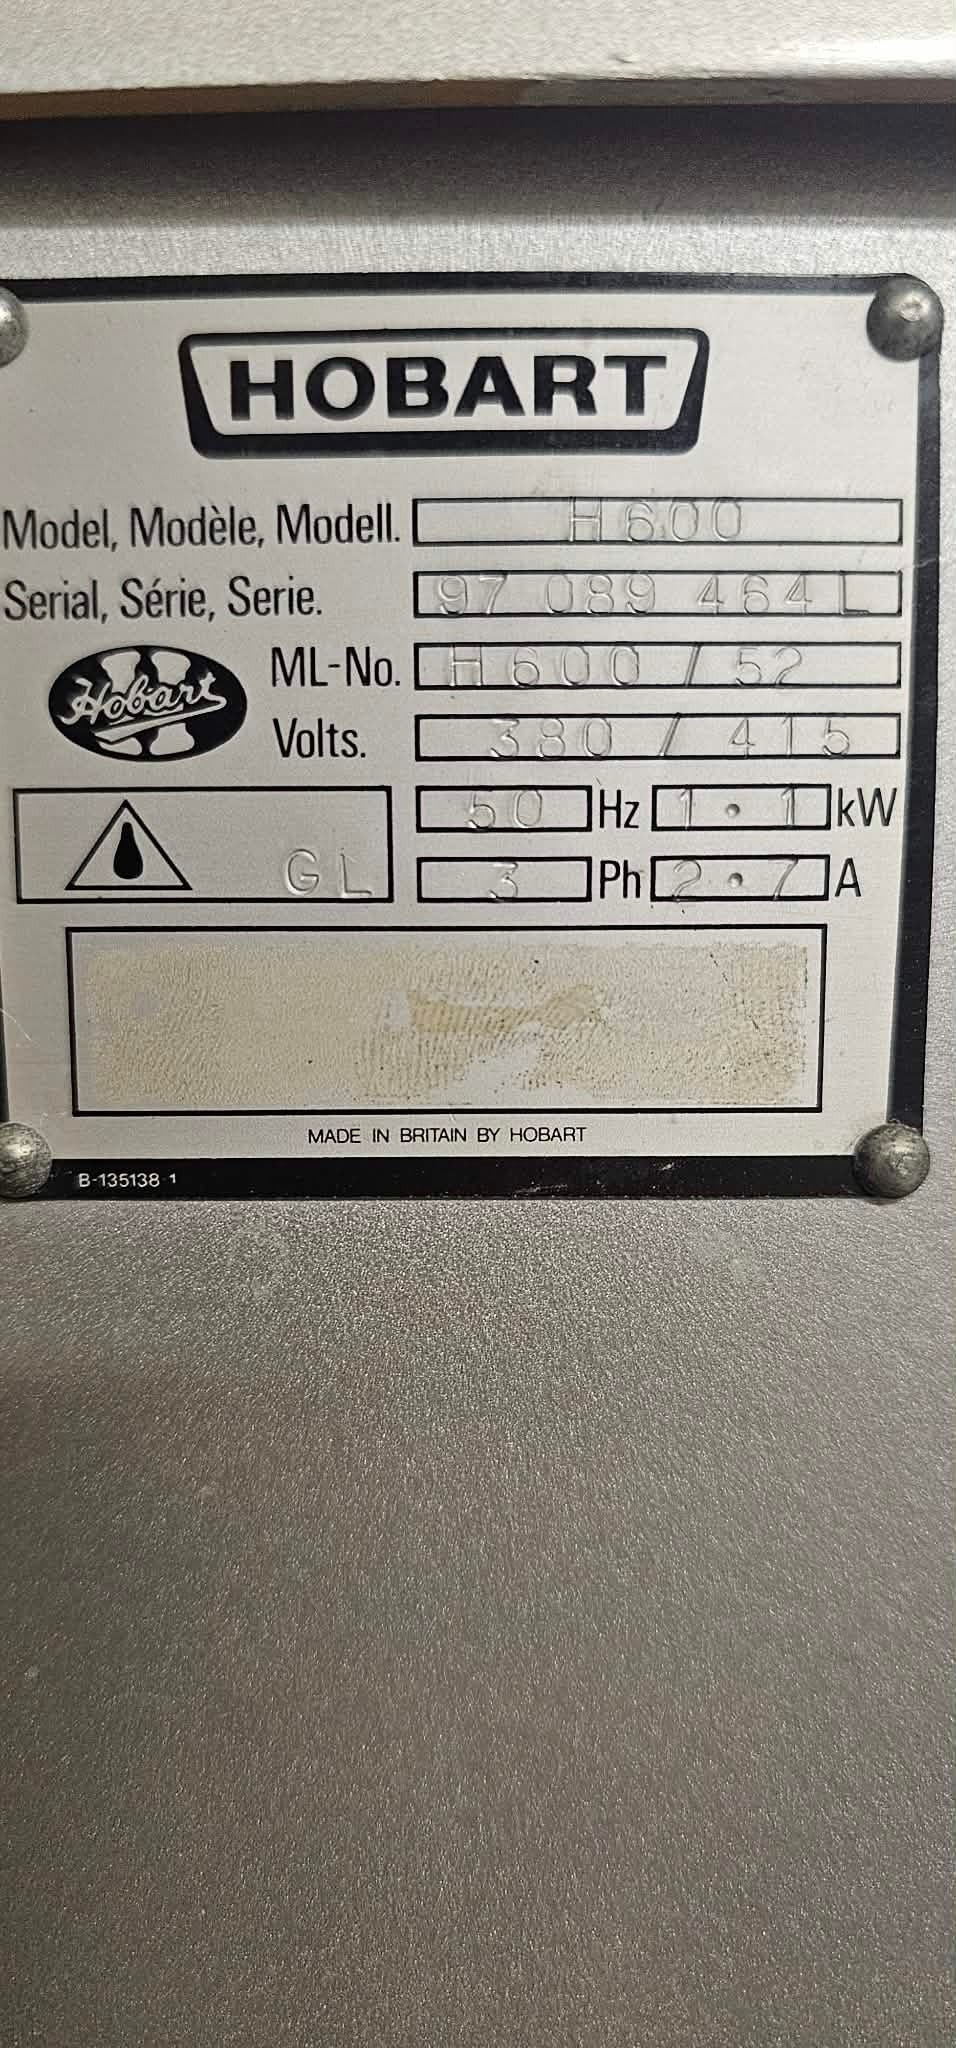 HOBART
Model, Modèle, Modell. H600
Serial, Série, Serie. 97 089 464 L
Hobart
ML-No. H600 / 52
Volts. 380 / 415
50 Hz 1.1 kW
GL
3 Ph 2.7 A
MADE IN BRITAIN BY HOBART
B-135138-1